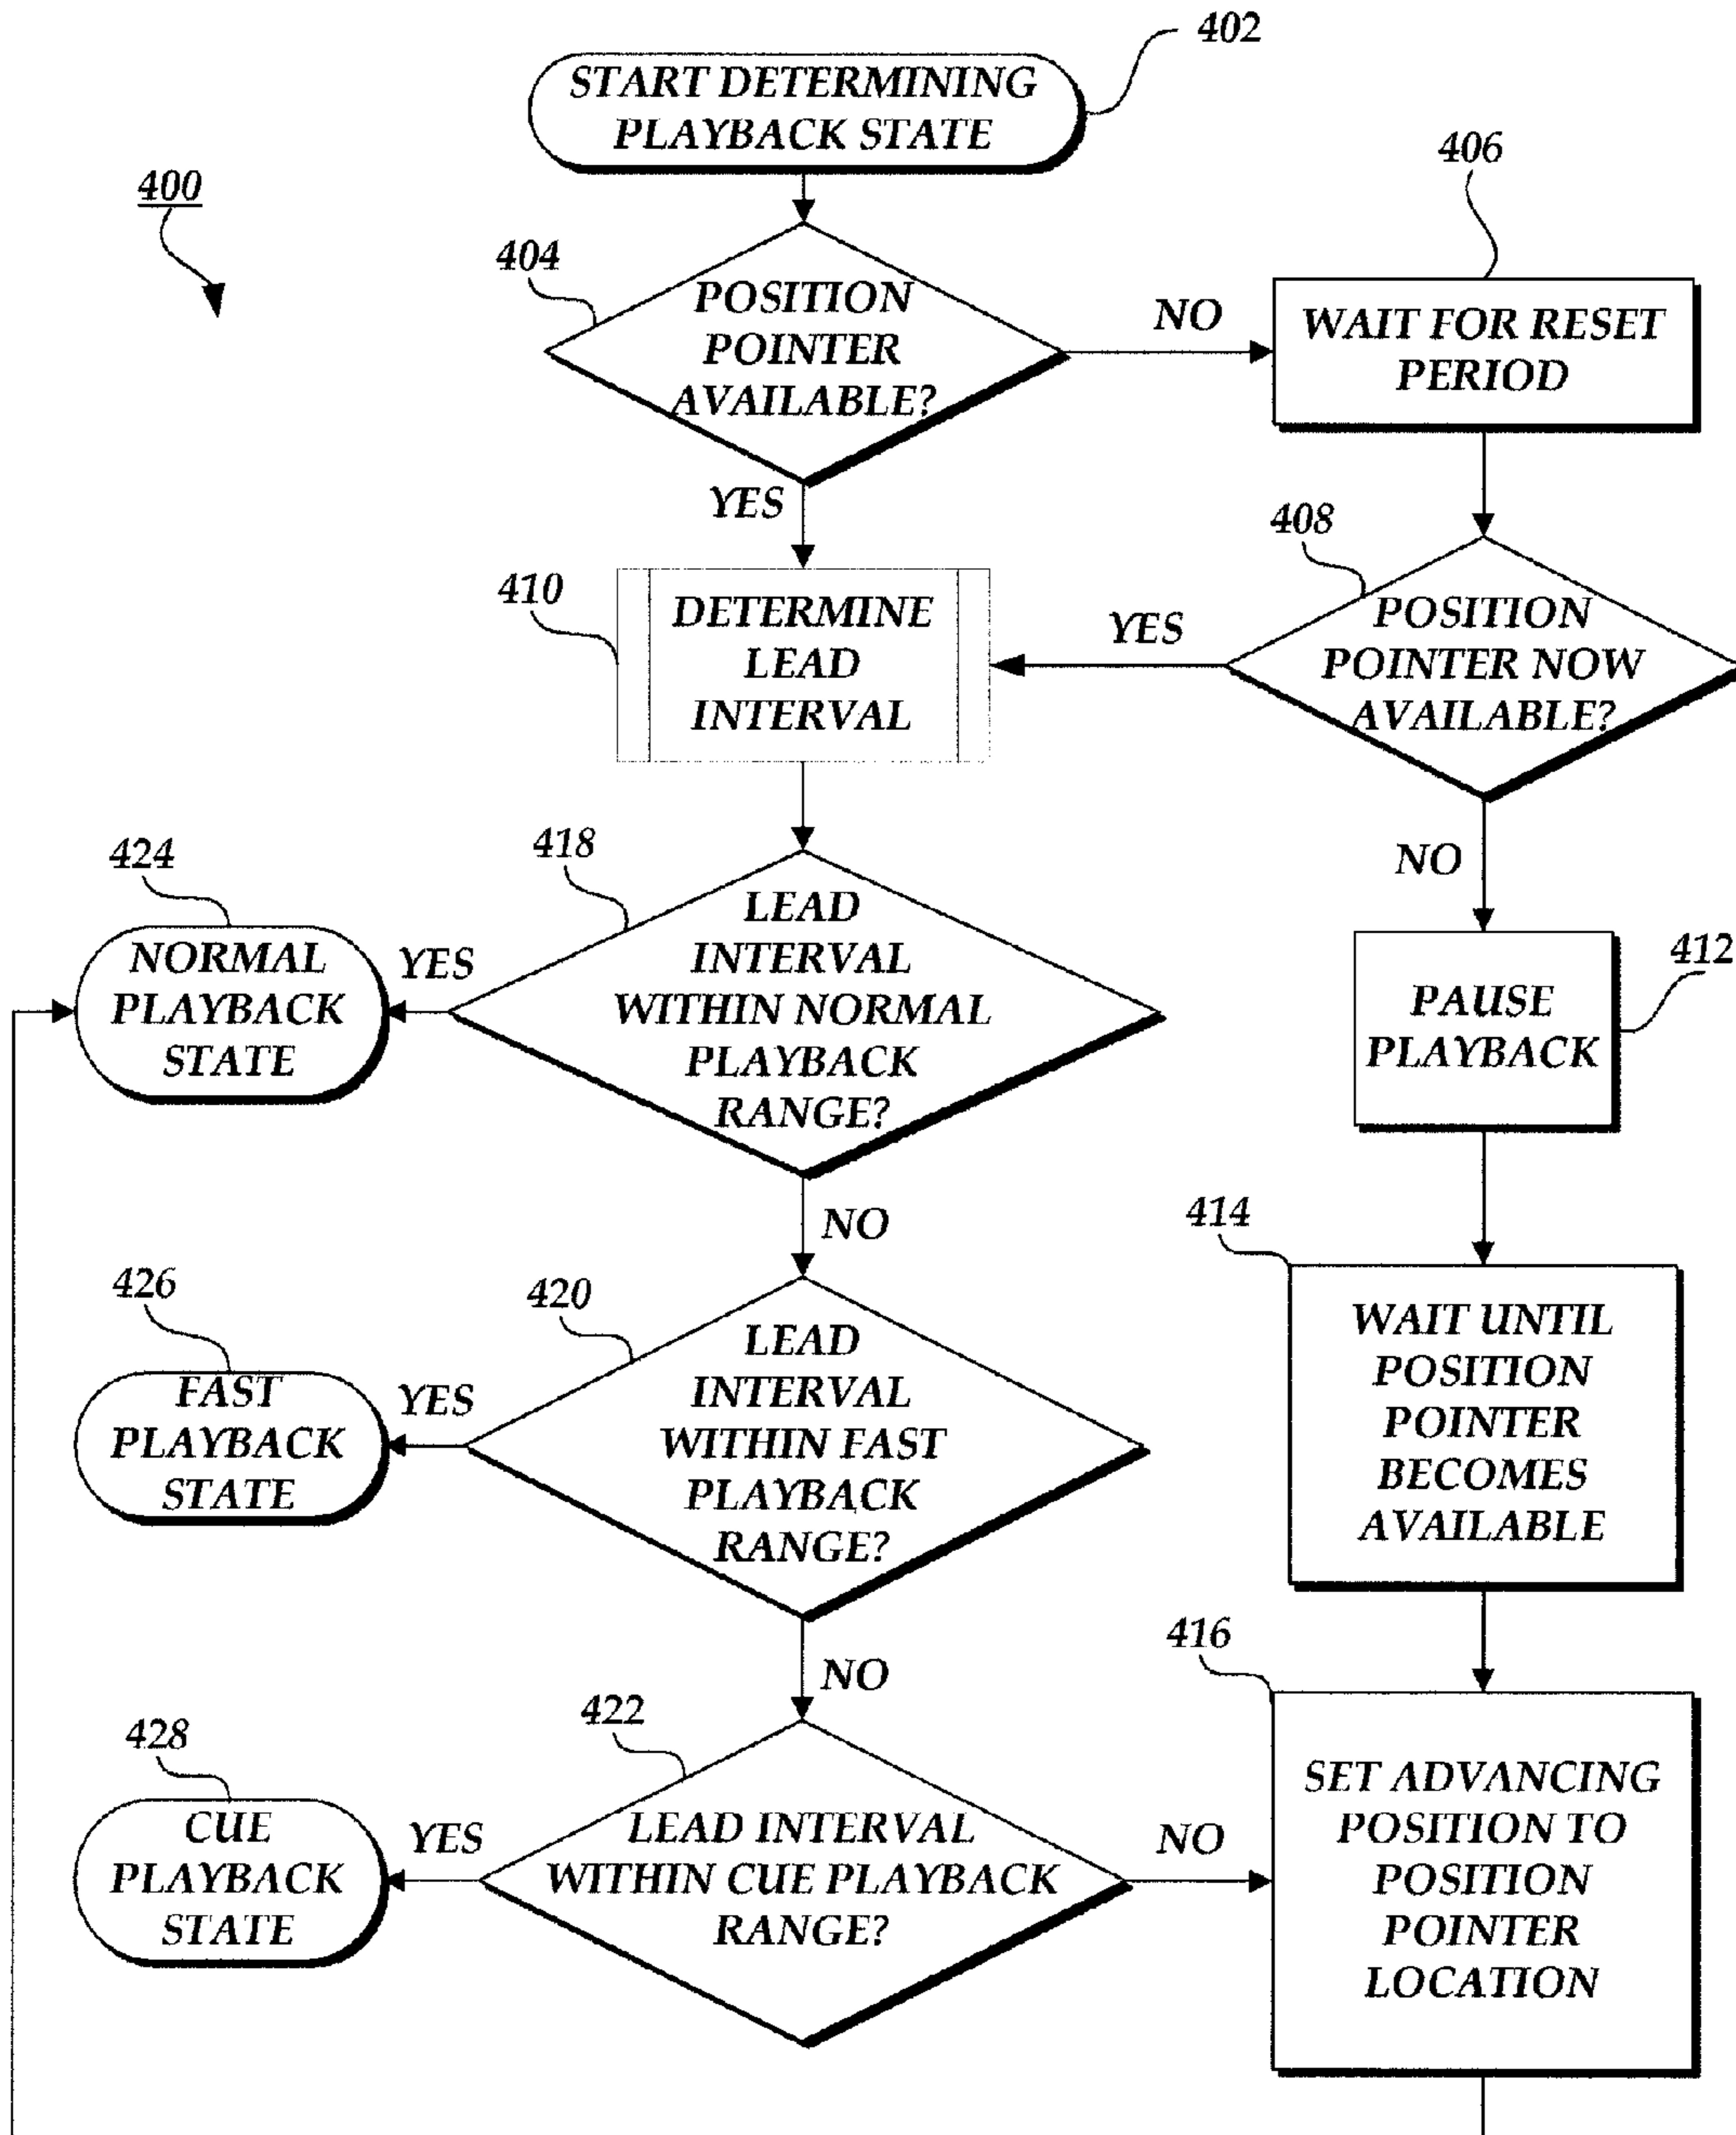 402
START DETERMINING
PLAYBACK STATE
400
406
404
POSITION
POINTER
AVAILABLE?
NO
WAIT FOR RESET
PERIOD
YES
408
410
DETERMINE
LEAD
INTERVAL
YES
POSITION
POINTER NOW
AVAILABLE?
NO
424
418
NORMAL
PLAYBACK
STATE
YES
LEAD
INTERVAL
WITHIN NORMAL
PLAYBACK
RANGE?
412
PAUSE
PLAYBACK
NO
414
426
420
FAST
PLAYBACK
STATE
YES
LEAD
INTERVAL
WITHIN FAST
PLAYBACK
RANGE?
WAIT UNTIL
POSITION
POINTER
BECOMES
AVAILABLE
NO
416
428
422
CUE
PLAYBACK
STATE
YES
LEAD INTERVAL
WITHIN CUE PLAYBACK
RANGE?
NO
SET ADVANCING
POSITION TO
POSITION
POINTER
LOCATION